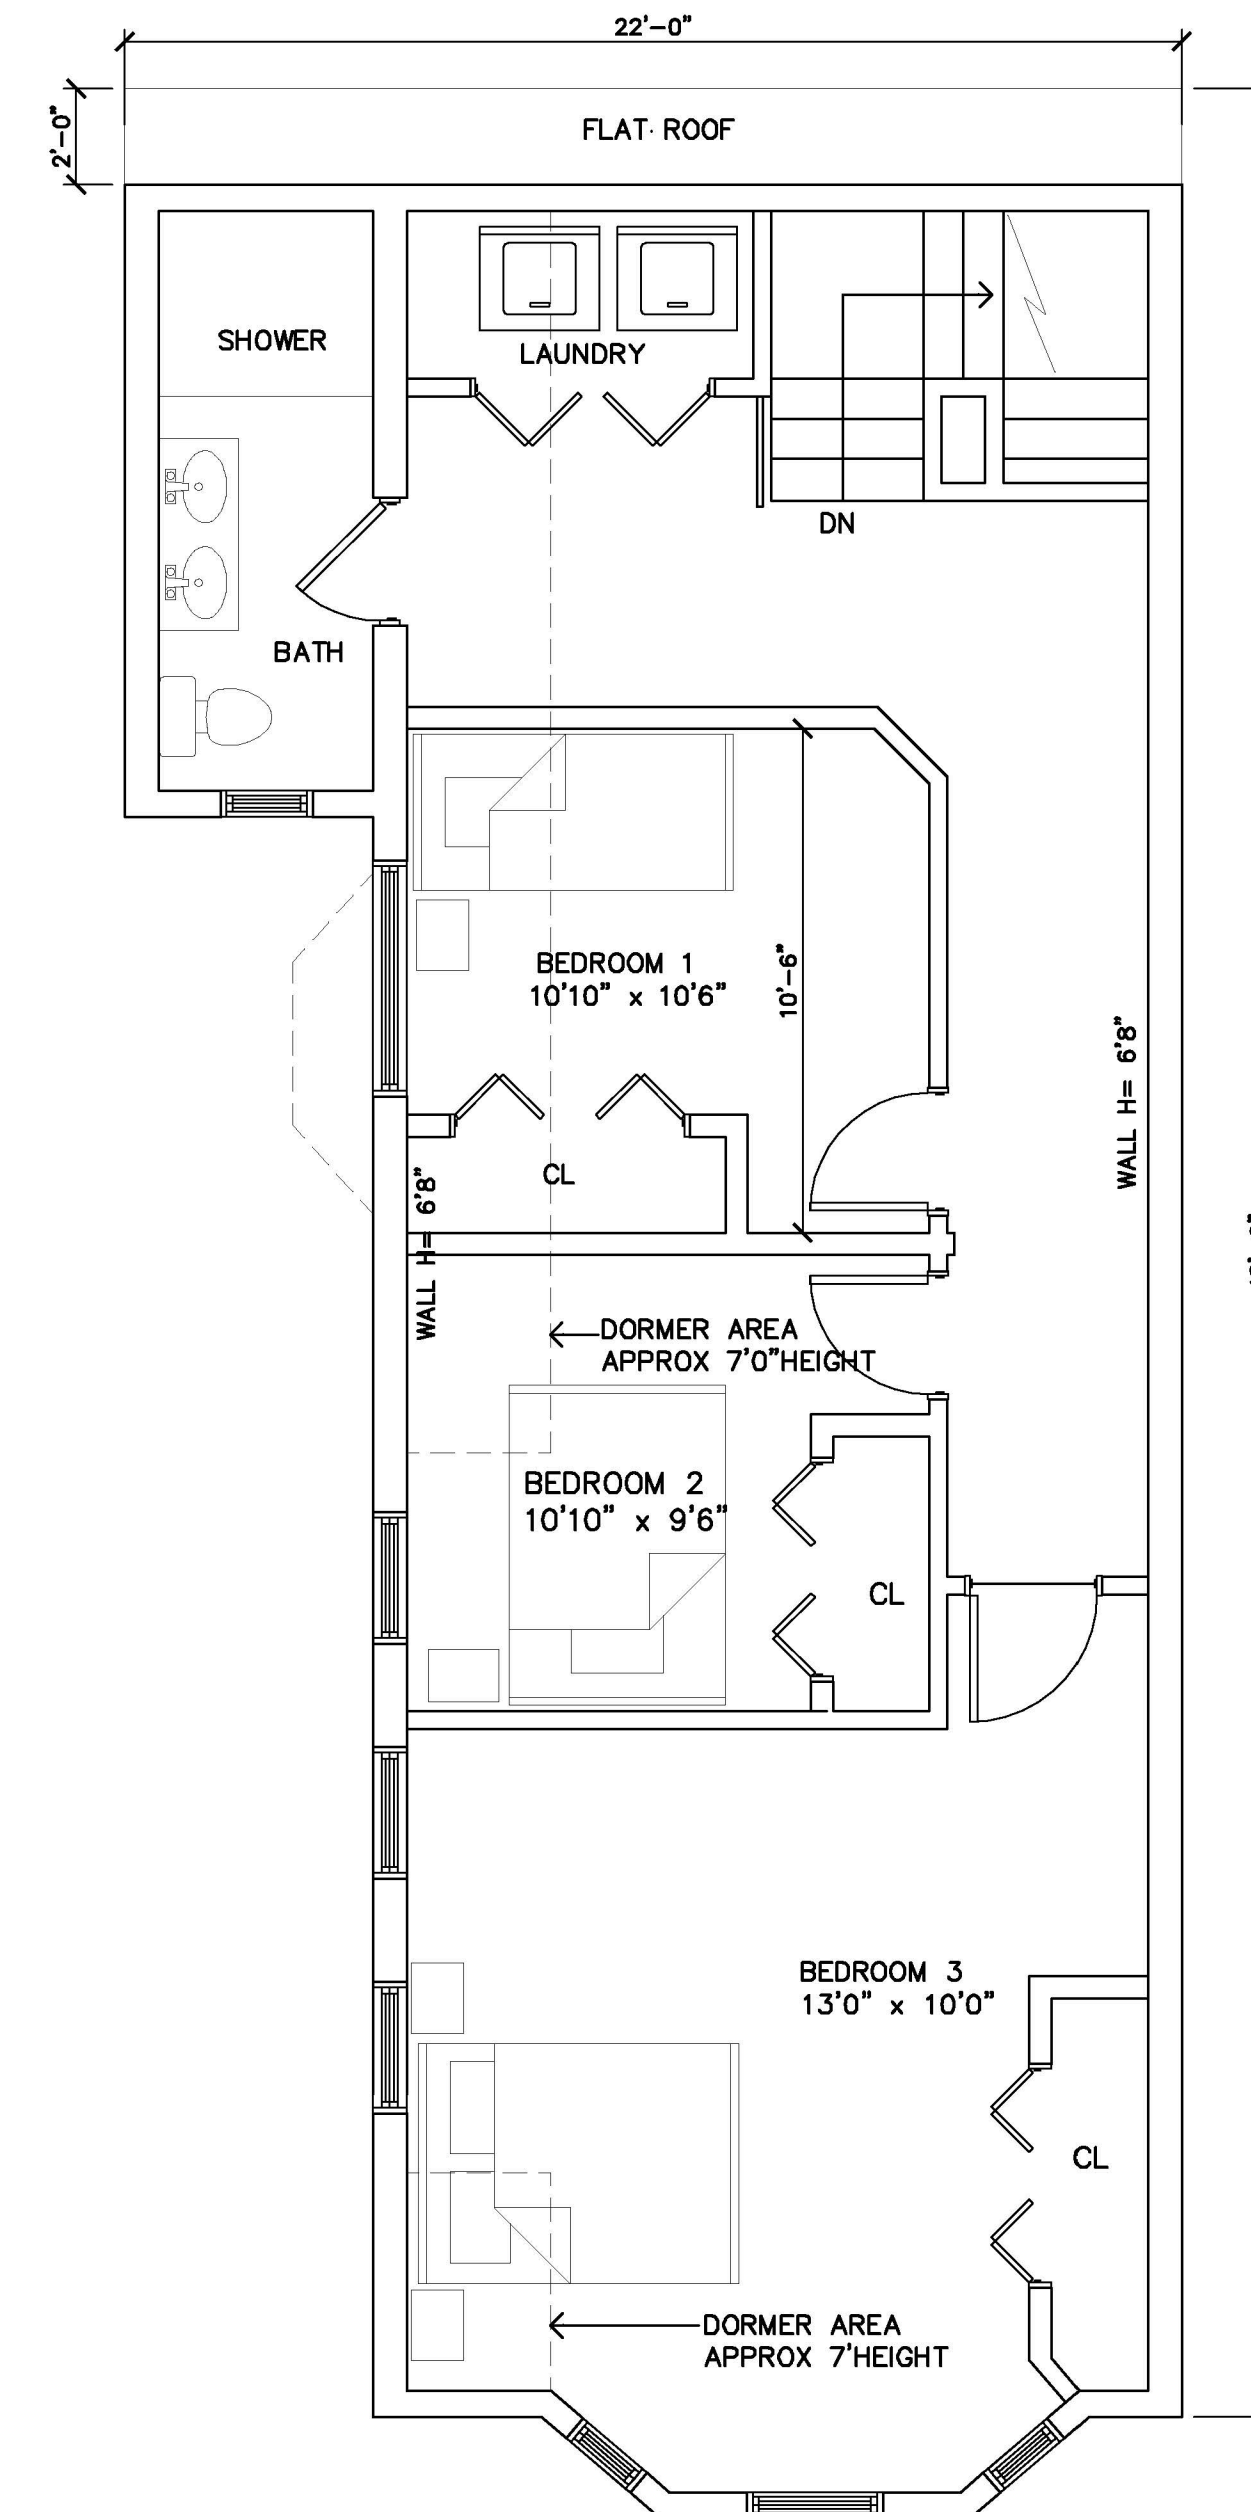 22'-0"
2'-0"
FLAT. ROOF
SHOWER
LAUNDRY
DN
BATH
BEDROOM 1
10'10" x 10'6"
10'-6"
WALL H= 6'8"
CL
WALL H= 6'8"
DORMER AREA
APPROX 7'0"HEIGHT
BEDROOM 2
10'10" x 9'6"
CL
BEDROOM 3
13'0" x 10'0"
CL
DORMER AREA
APPROX 7'HEIGHT